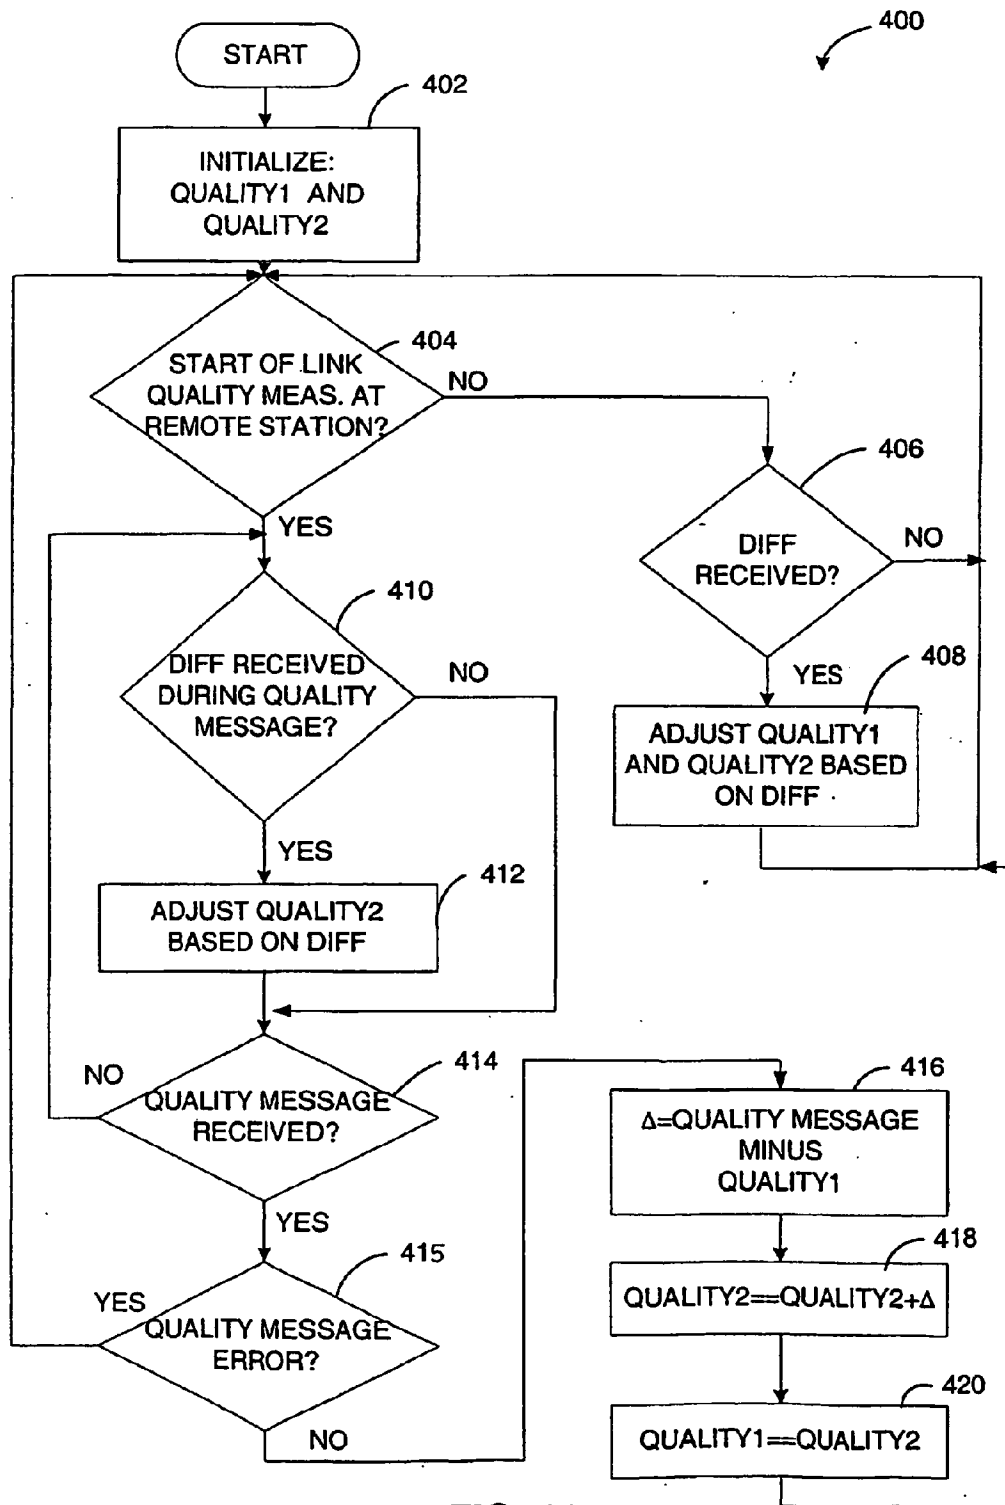 400
START
402
INITIALIZE:
QUALITY1 AND
QUALITY2
404
START OF LINK
QUALITY MEAS. AT
REMOTE STATION?
NO
YES
406
DIFF
RECEIVED?
NO
YES
408
ADJUST QUALITY1
AND QUALITY2 BASED
ON DIFF
410
DIFF RECEIVED
DURING QUALITY
MESSAGE?
NO
YES
412
ADJUST QUALITY2
BASED ON DIFF
414
QUALITY MESSAGE
RECEIVED?
NO
YES
415
QUALITY MESSAGE
ERROR?
YES
NO
416
Δ=QUALITY MESSAGE
MINUS
QUALITY1
418
QUALITY2==QUALITY2+Δ
420
QUALITY1==QUALITY2